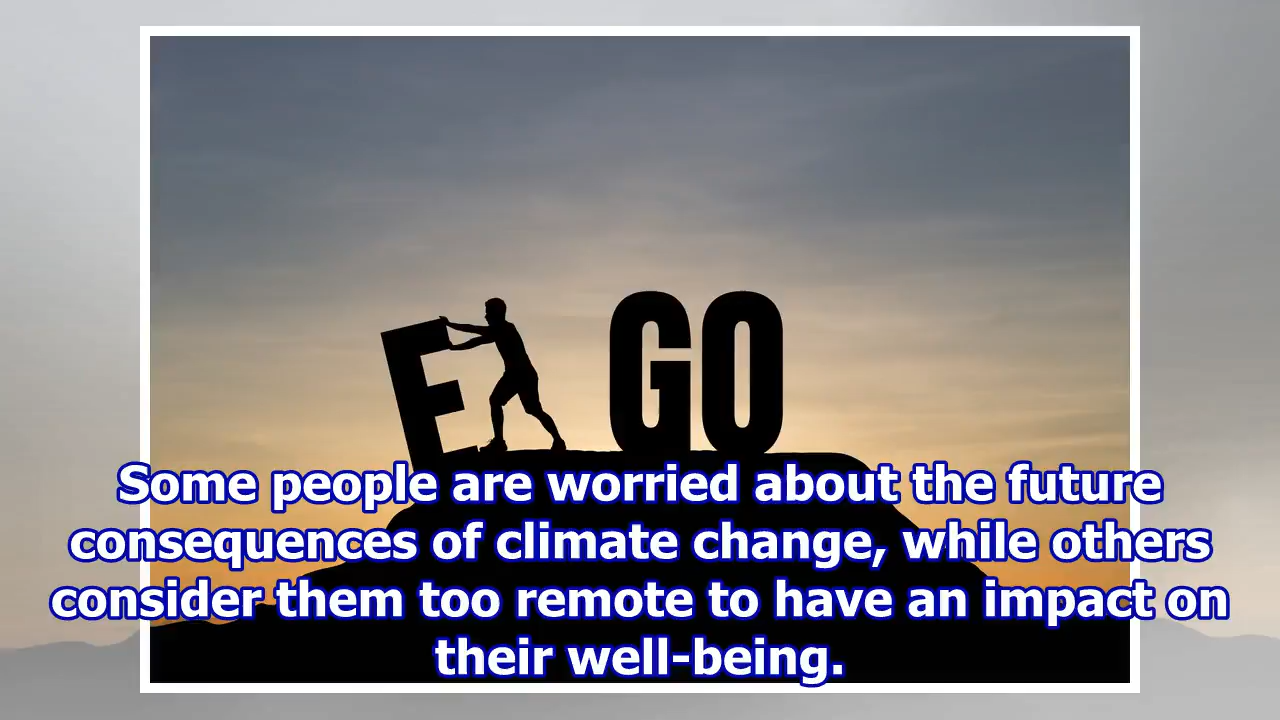 E GO
Some people are worried about the future
consequences of climate change, while others
consider them too remote to have an impact on
their well-being.